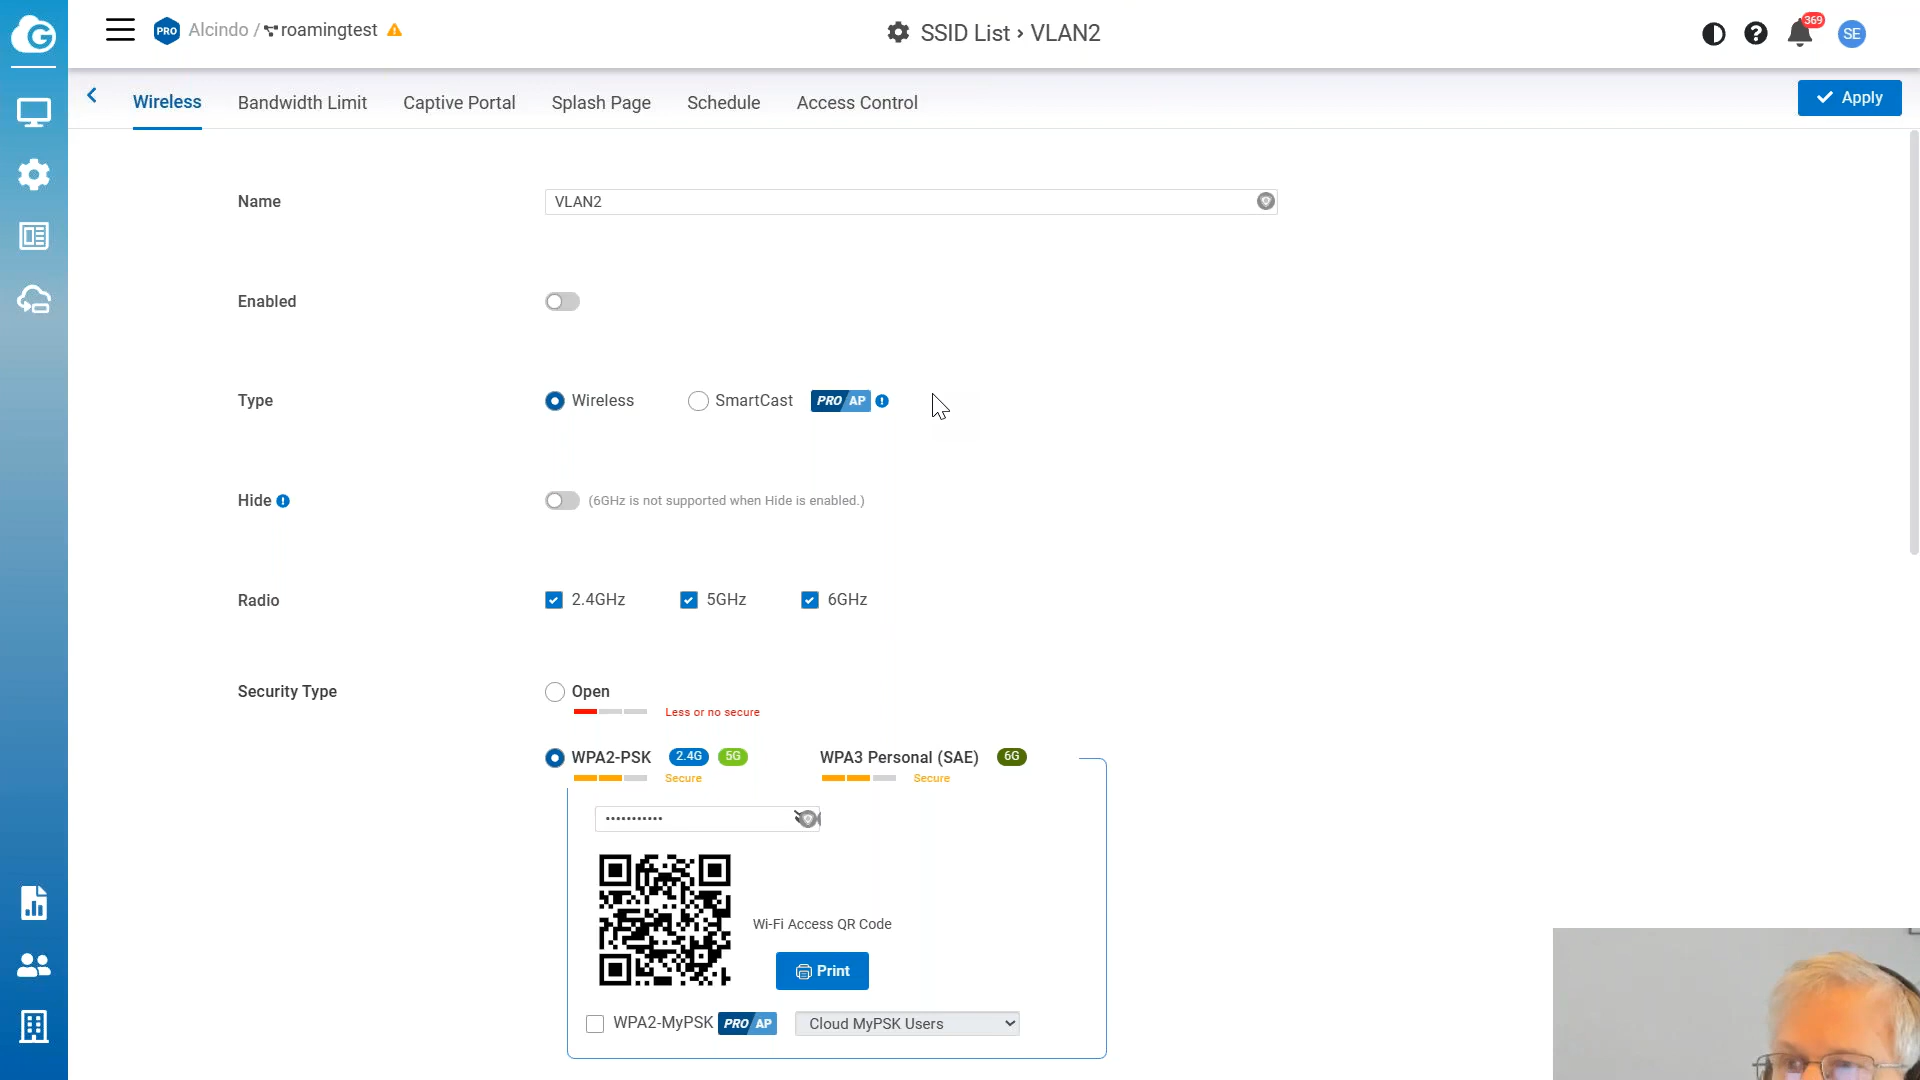 PRO Alcindo / roamingtest
SSID List › VLAN2
369
SE
Wireless Bandwidth Limit Captive Portal Splash Page Schedule Access Control
Apply
Name VLAN2
Enabled
Type Wireless SmartCast PRO AP
Hide (6GHz is not supported when Hide is enabled.)
Radio 2.4GHz 5GHz 6GHz
Security Type Open
Less or no secure
WPA2-PSK 2.4G 5G WPA3 Personal (SAE) 6G
Secure Secure
•••••••••••
Wi-Fi Access QR Code
Print
WPA2-MyPSK PRO AP Cloud MyPSK Users